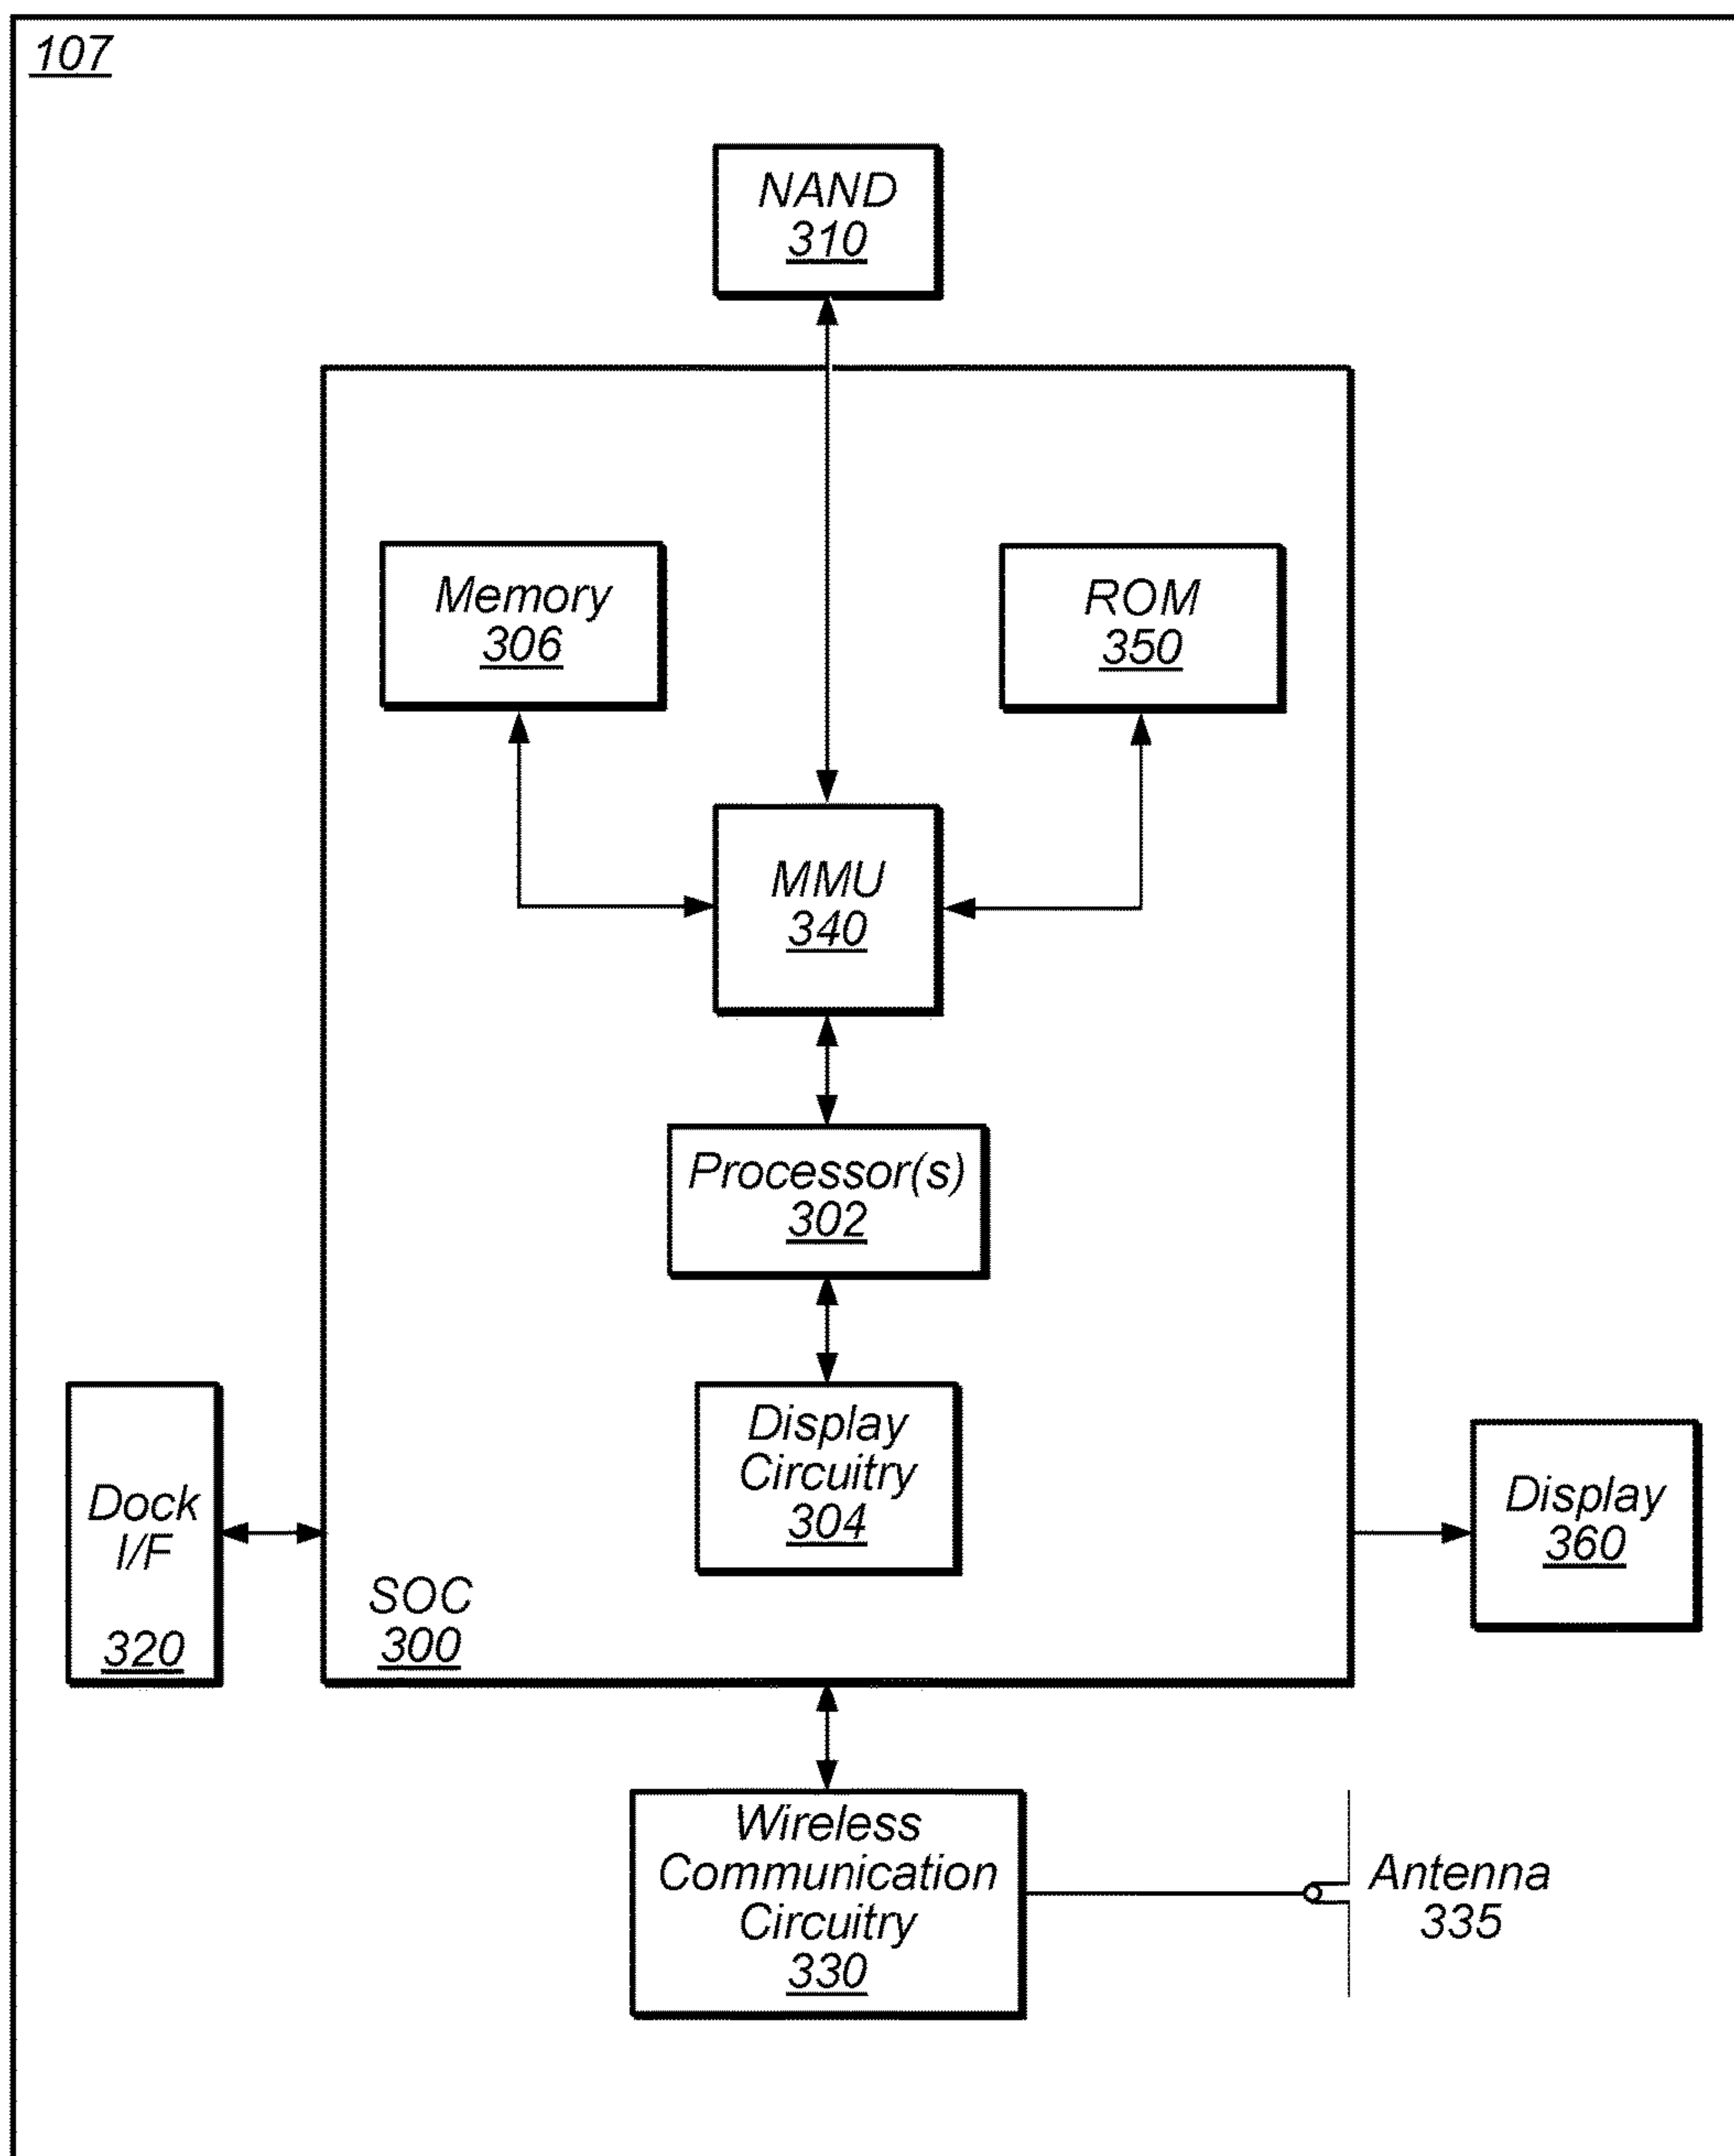 107
NAND
310
Memory
306
ROM
350
MMU
340
Processor(s)
302
Display
Circuitry
304
Dock
I/F
320
SOC
300
Display
360
Wireless
Communication
Circuitry
330
Antenna
335